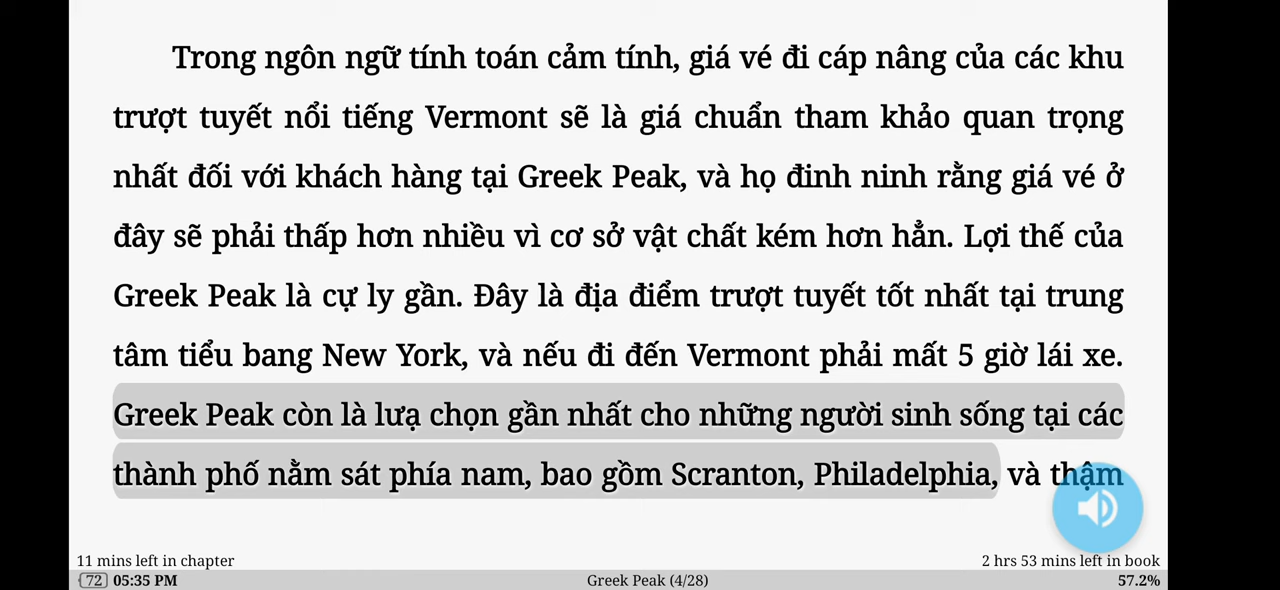 Trong ngôn ngữ tính toán cảm tính, giá vé đi cáp nâng của các khu
trượt tuyết nổi tiếng Vermont sẽ là giá chuẩn tham khảo quan trọng
nhất đối với khách hàng tại Greek Peak, và họ đinh ninh rằng giá vé ở
đây sẽ phải thấp hơn nhiều vì cơ sở vật chất kém hơn hẳn. Lợi thế của
Greek Peak là cự ly gần. Đây là địa điểm trượt tuyết tốt nhất tại trung
tâm tiểu bang New York, và nếu đi đến Vermont phải mất 5 giờ lái xe.
Greek Peak còn là lưạ chọn gần nhất cho những người sinh sống tại các
thành phố nằm sát phía nam, bao gồm Scranton, Philadelphia, và thậm
11 mins left in chapter 2 hrs 53 mins left in book
72 05:35 PM Greek Peak (4/28) 57.2%